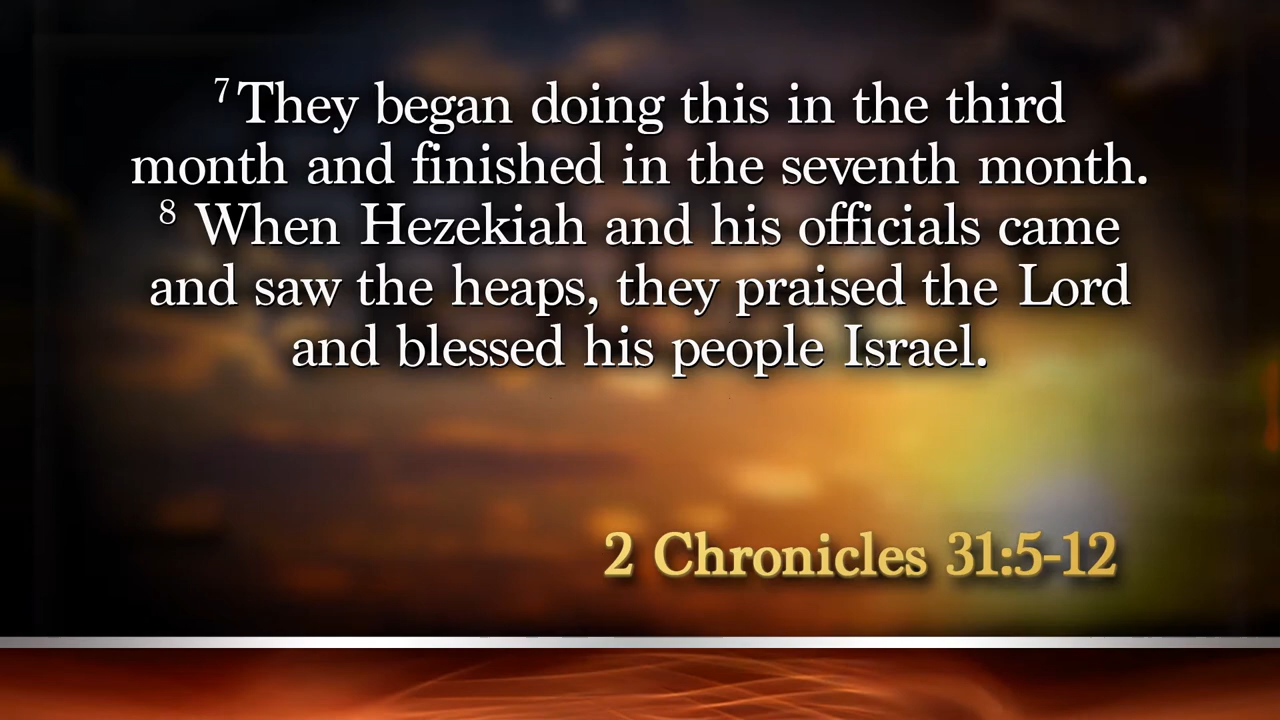 7 They began doing this in the third
month and finished in the seventh month.
8 When Hezekiah and his officials came
and saw the heaps, they praised the Lord
and blessed his people Israel.
2 Chronicles 31:5-12